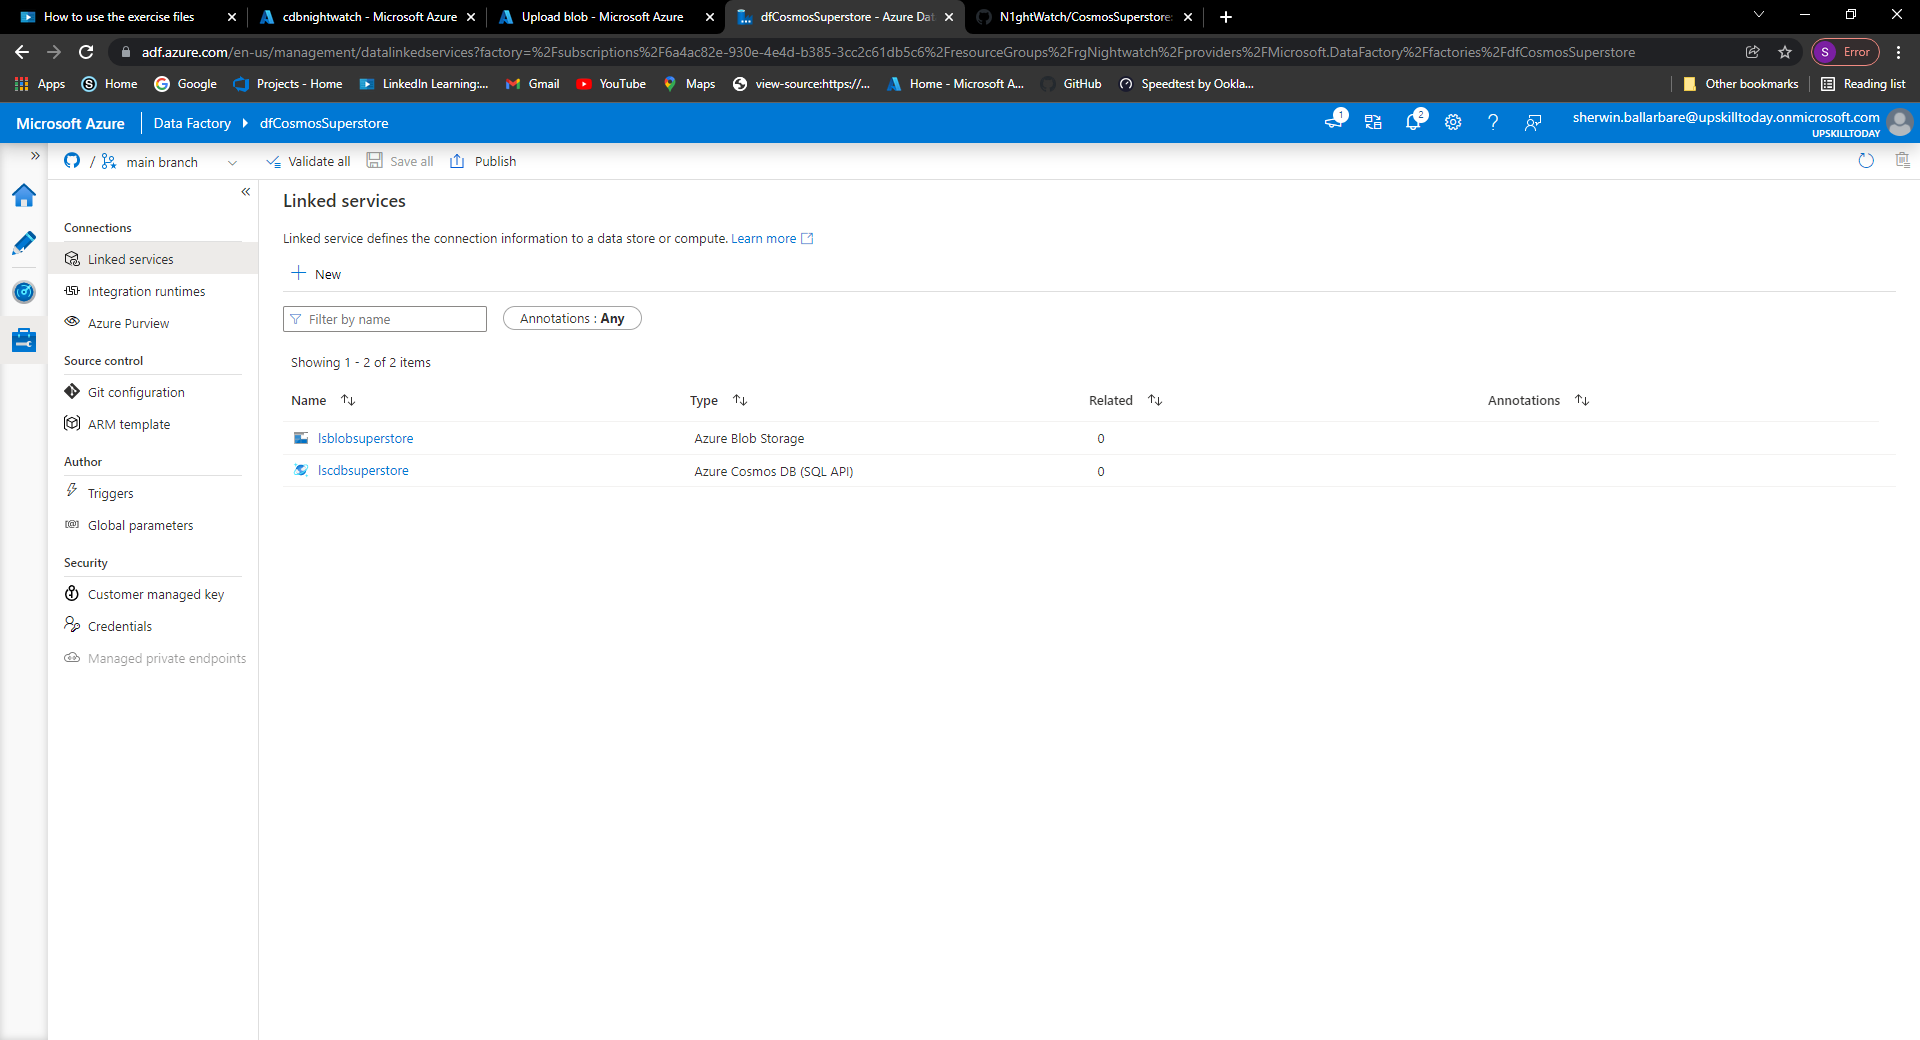 How to use the exercise files
cdbnightwatch - Microsoft Azure
Upload blob - Microsoft Azure
dfCosmosSuperstore - Azure Dat
N1ghtWatch/CosmosSuperstore:
adf.azure.com/en-us/management/datalinkedservices?factory=%2Fsubscriptions%2F6a4ac82e-930e-4e4d-b385-3cc2c61db5c6%2FresourceGroups%2FrgNightwatch%2Fproviders%2FMicrosoft.DataFactory%2Ffactories%2FdfCosmosSuperstore
S Error
Apps
Home
Google
Projects - Home
LinkedIn Learning:...
Gmail
YouTube
Maps
view-source:https://...
Home - Microsoft A...
GitHub
Speedtest by Ookla...
Other bookmarks
Reading list
Microsoft Azure
Data Factory
dfCosmosSuperstore
1
2
sherwin.ballarbare@upskilltoday.onmicrosoft.com
UPSKILLTODAY
/ main branch
Validate all
Save all
Publish
Connections
Linked services
Integration runtimes
Azure Purview
Source control
Git configuration
ARM template
Author
Triggers
Global parameters
Security
Customer managed key
Credentials
Managed private endpoints
Linked services
Linked service defines the connection information to a data store or compute. Learn more
New
Filter by name
Annotations : Any
Showing 1 - 2 of 2 items
Name Type Related Annotations
lsblobsuperstore Azure Blob Storage 0
lscdbsuperstore Azure Cosmos DB (SQL API) 0